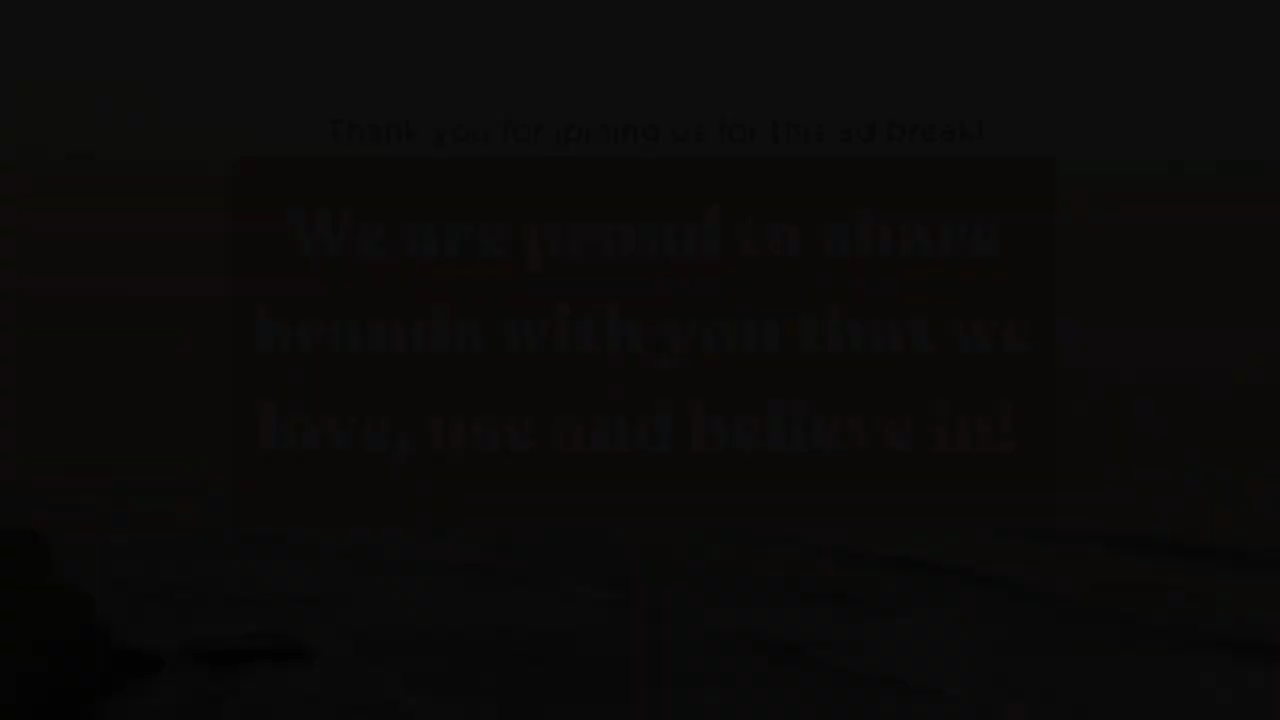 Thank you for joining us for this ad break!
We are proud to share
brands with you that we
love, use and believe in!